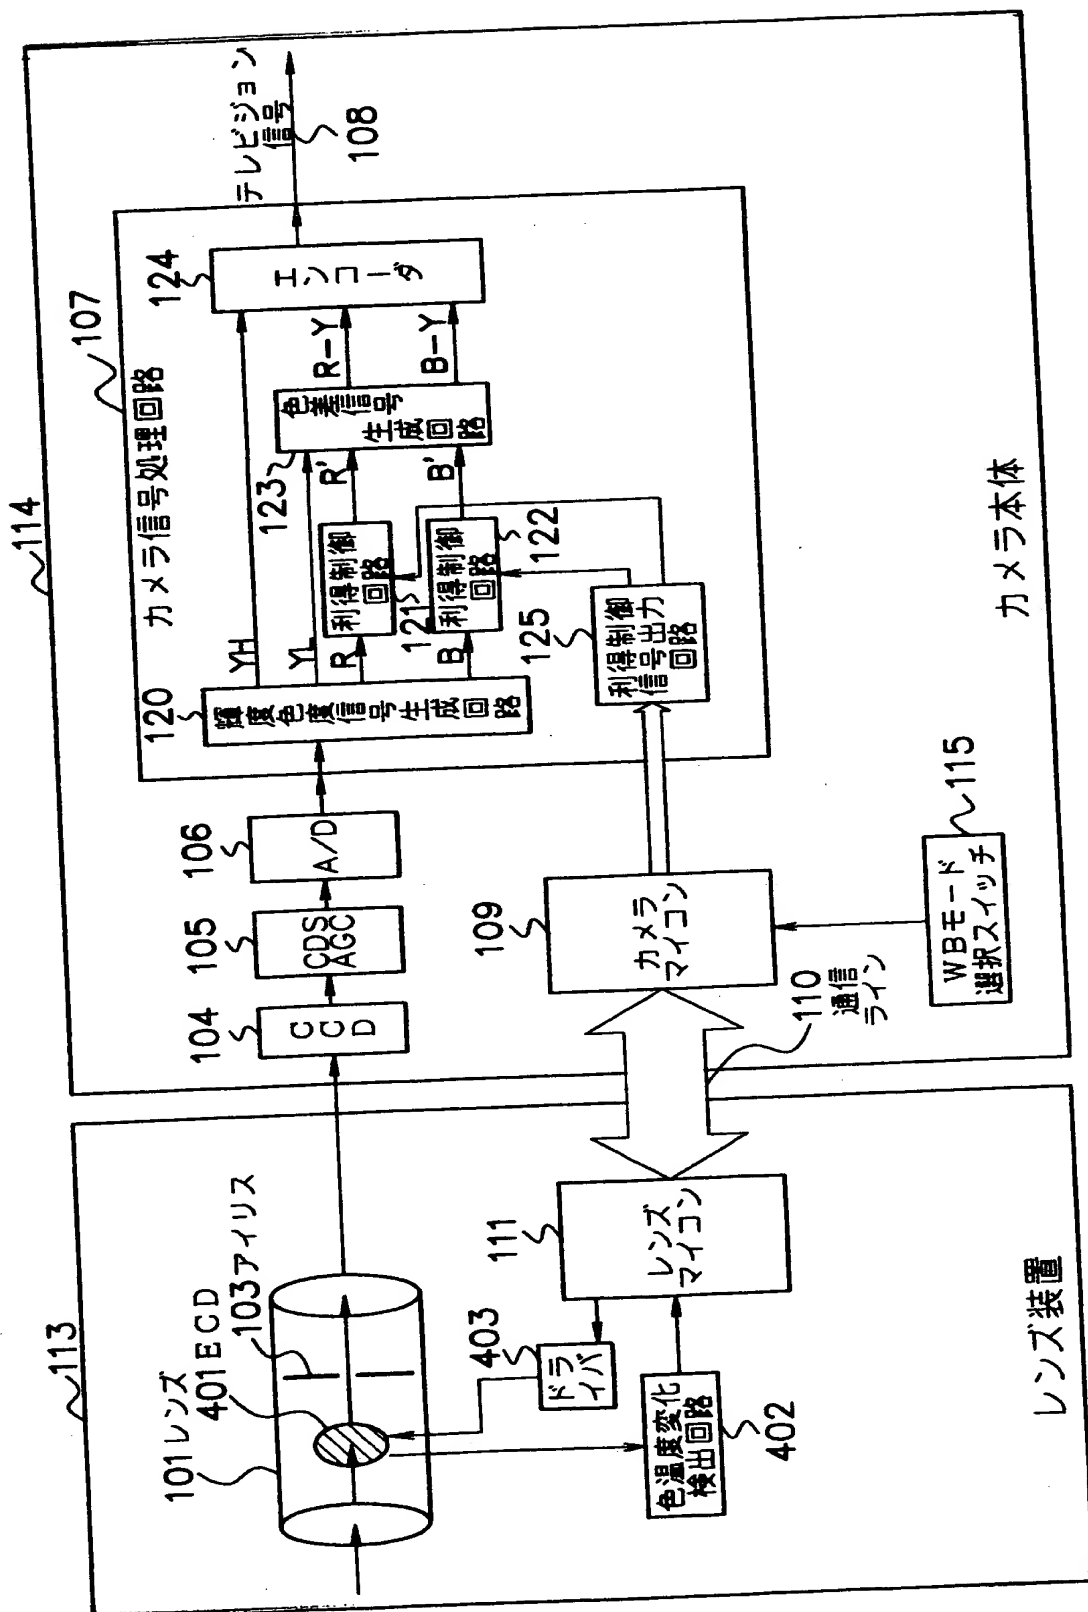 113
101レンズ
401ECD
103アイリス
403
ドラ
イバ
色温度変化
検出回路
402
111
レンズ
マイコン
レンズ装置
114
104
CCD
105
CDS
AGC
106
A/D
107
カメラ信号処理回路
120
輝度色度信号生成回路
YH
YL
R
B
利得制御
回路
121
利得制御
回路
122
R'
B'
123
色差信号
生成回路
R-Y
B-Y
124
エンコーダ
テレビジョン
信号
108
125
利得制御
信号出力
回路
109
カメラ
マイコン
110
通信
ライン
WBモード
選択スイッチ
115
カメラ本体